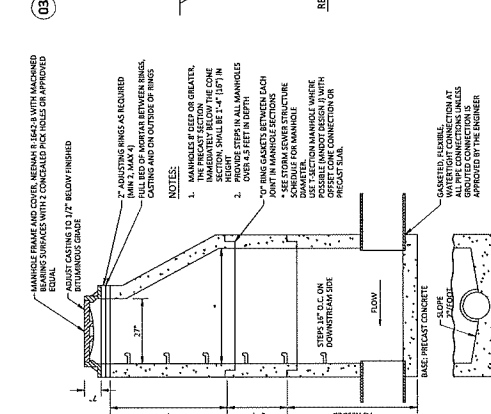 03
MANHOLE FRAME AND COVER, NEENAH R-1642-B WITH MACHINED
BEARING SURFACES WITH 2 CONCEALED PICK HOLES OR APPROVED
EQUAL
ADJUST CASTING TO 1/2" BELOW FINISHED
BITUMINOUS GRADE
2" ADJUSTING RINGS AS REQUIRED
(MIN 2, MAX 4)
FULL BED OF MORTAR BETWEEN RINGS,
CASTING AND ON OUTSIDE OF RINGS
NOTES:
1. MANHOLES 8' DEEP OR GREATER,
THE PRECAST SECTION
IMMEDIATELY BELOW THE CONE
SECTION, SHALL BE 1'-4" (16") IN
HEIGHT
2. PROVIDE STEPS IN ALL MANHOLES
OVER 4.5 FEET IN DEPTH
"O" RING GASKETS BETWEEN EACH
JOINT IN MANHOLE SECTIONS
* SEE STORM SEWER STRUCTURE
SCHEDULE FOR MANHOLE
DIAMETER.
USE T-SECTION MANHOLE WHERE
POSSIBLE (MNDOT DESIGN J) WITH
OFFSET CONE CONNECTION OR
PRECAST SLAB.
GASKETED, FLEXIBLE,
WATERTIGHT CONNECTION AT
ALL PIPE CONNECTIONS UNLESS
GROUTED CONNECTION IS
APPROVED BY THE ENGINEER
27"
STEPS 16" O.C. ON
DOWNSTREAM SIDE
FLOW
BASE: PRECAST CONCRETE
SLOPE
2"/FOOT